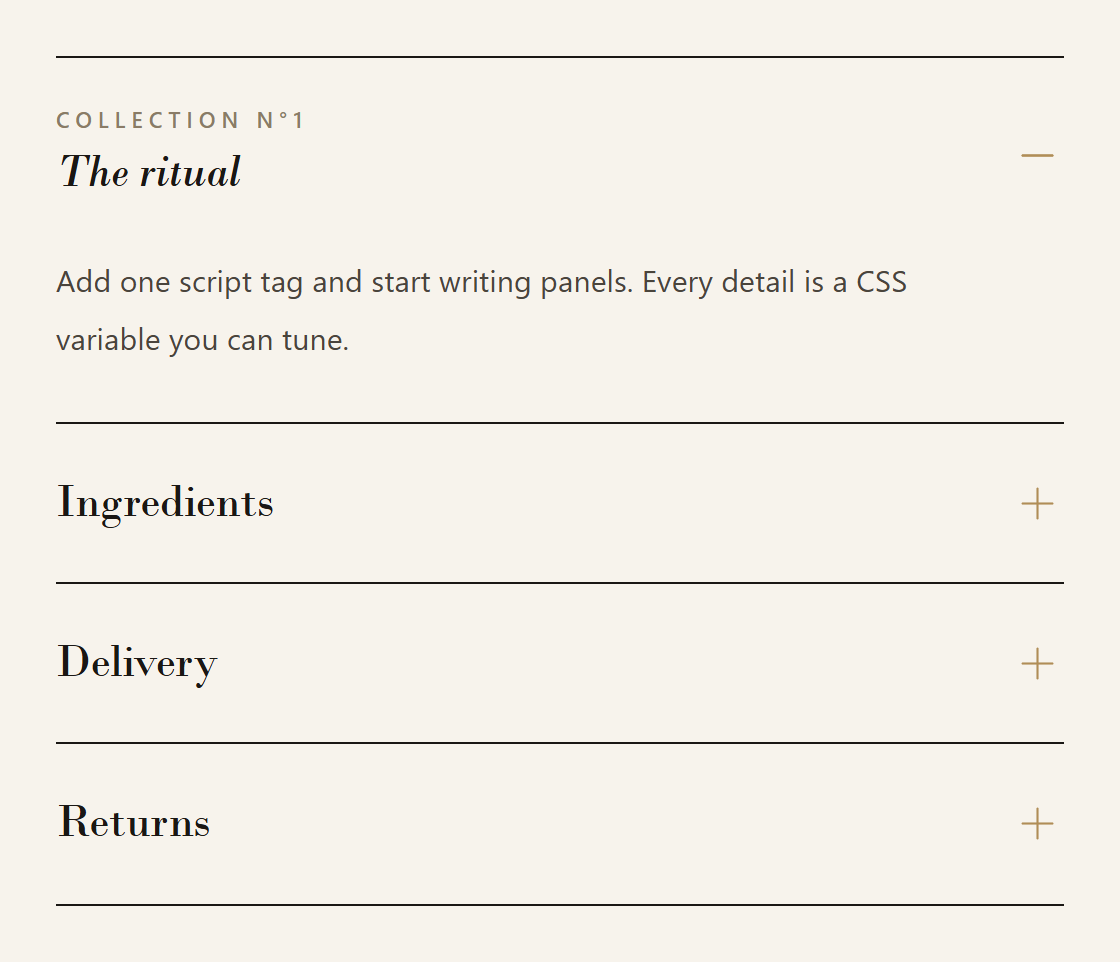 COLLECTION N°1
The ritual
Add one script tag and start writing panels. Every detail is a CSS
variable you can tune.
Ingredients
Delivery
Returns